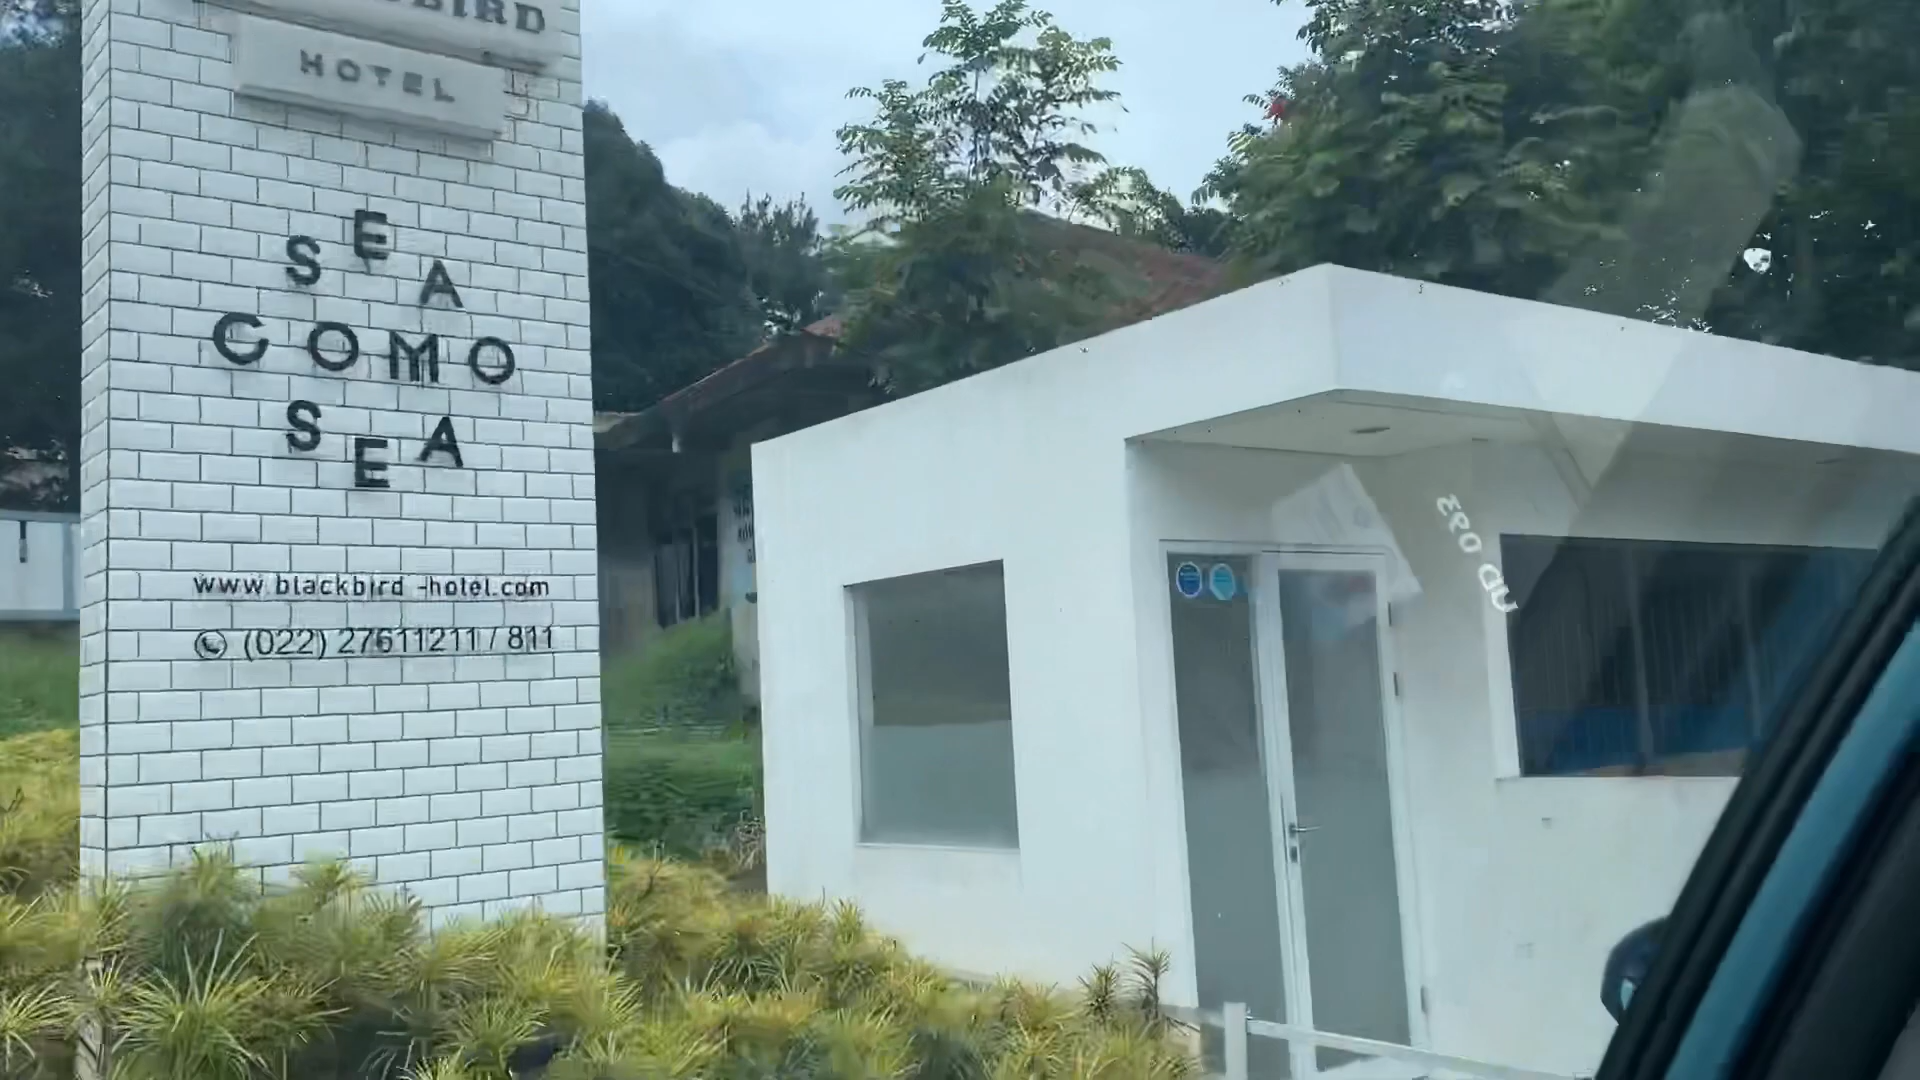 HOTEL
SEA
COMO
SEA
www.blackbird-hotel.com
(022) 27611211 / 811